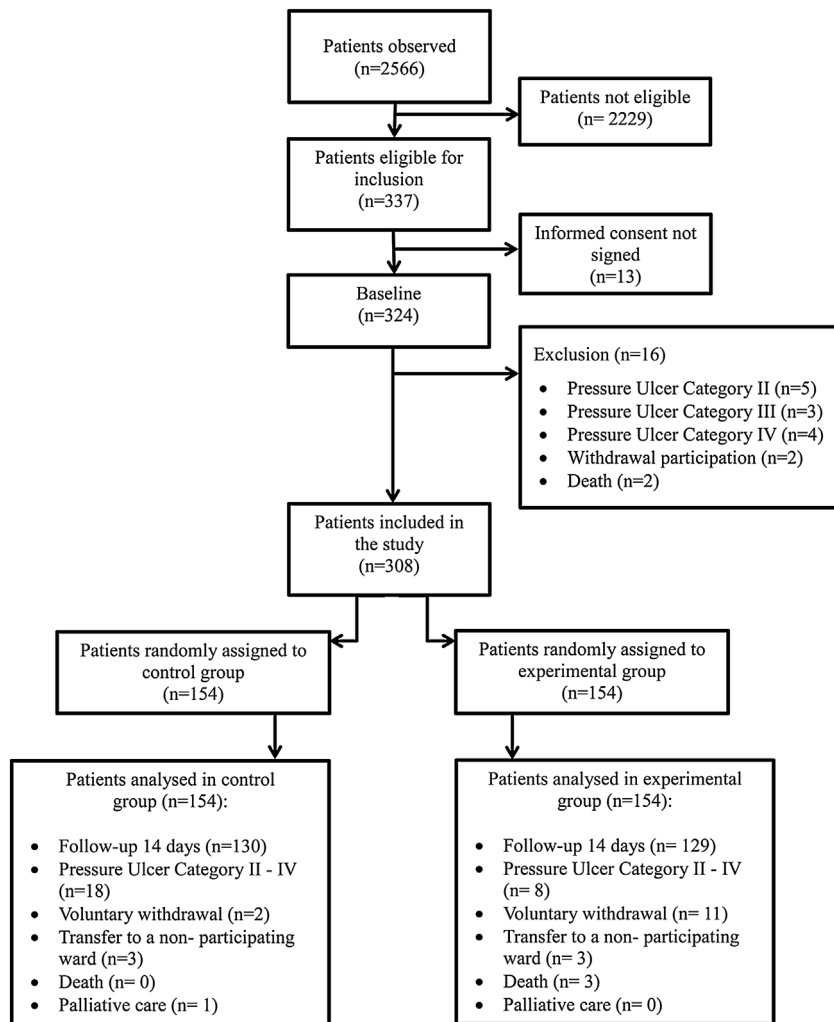 Patients observed
(n=2566)
Patients not eligible
(n= 2229)
Patients eligible for
inclusion
(n=337)
Informed consent not
signed
(n=13)
Baseline
(n=324)
Exclusion (n=16)
• Pressure Ulcer Category II (n=5)
• Pressure Ulcer Category III (n=3)
• Pressure Ulcer Category IV (n=4)
• Withdrawal participation (n=2)
• Death (n=2)
Patients included in
the study
(n=308)
Patients randomly assigned to
control group
(n=154)
Patients randomly assigned to
experimental group
(n=154)
Patients analysed in control
group (n=154):
• Follow-up 14 days (n=130)
• Pressure Ulcer Category II - IV
(n=18)
• Voluntary withdrawal (n=2)
• Transfer to a non- participating
ward (n=3)
• Death (n= 0)
• Palliative care (n= 1)
Patients analysed in experimental
group (n=154):
• Follow-up 14 days (n= 129)
• Pressure Ulcer Category II - IV
(n= 8)
• Voluntary withdrawal (n= 11)
• Transfer to a non- participating
ward (n= 3)
• Death (n= 3)
• Palliative care (n= 0)